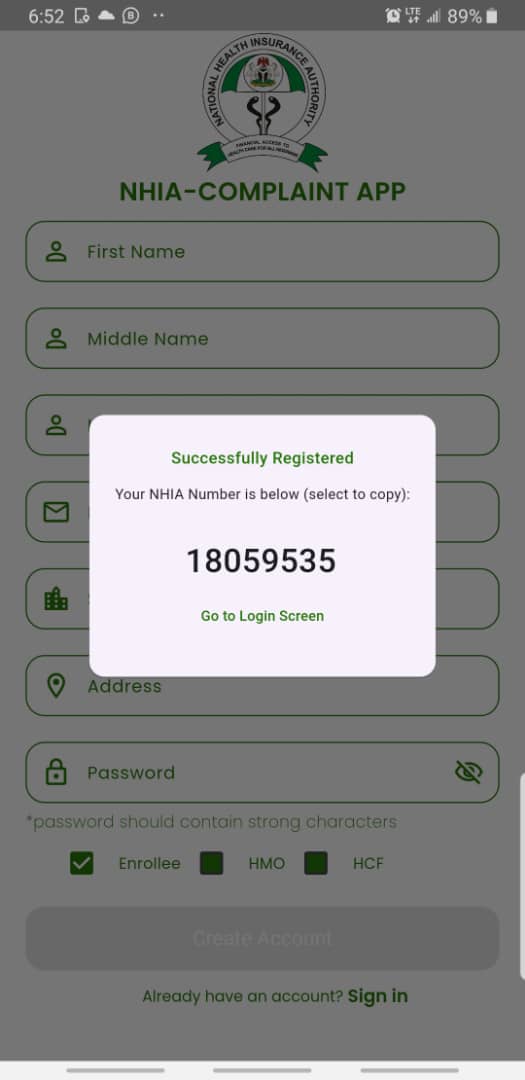 6:52
LTE
89%
NATIONAL HEALTH INSURANCE AUTHORITY
FINANCIAL ACCESS TO
HEALTH CARE FOR ALL NIGERIANS
NHIA-COMPLAINT APP
First Name
Middle Name
Successfully Registered
Your NHIA Number is below (select to copy):
18059535
Go to Login Screen
Address
Password
*password should contain strong characters
Enrollee
HMO
HCF
Create Account
Already have an account? Sign in